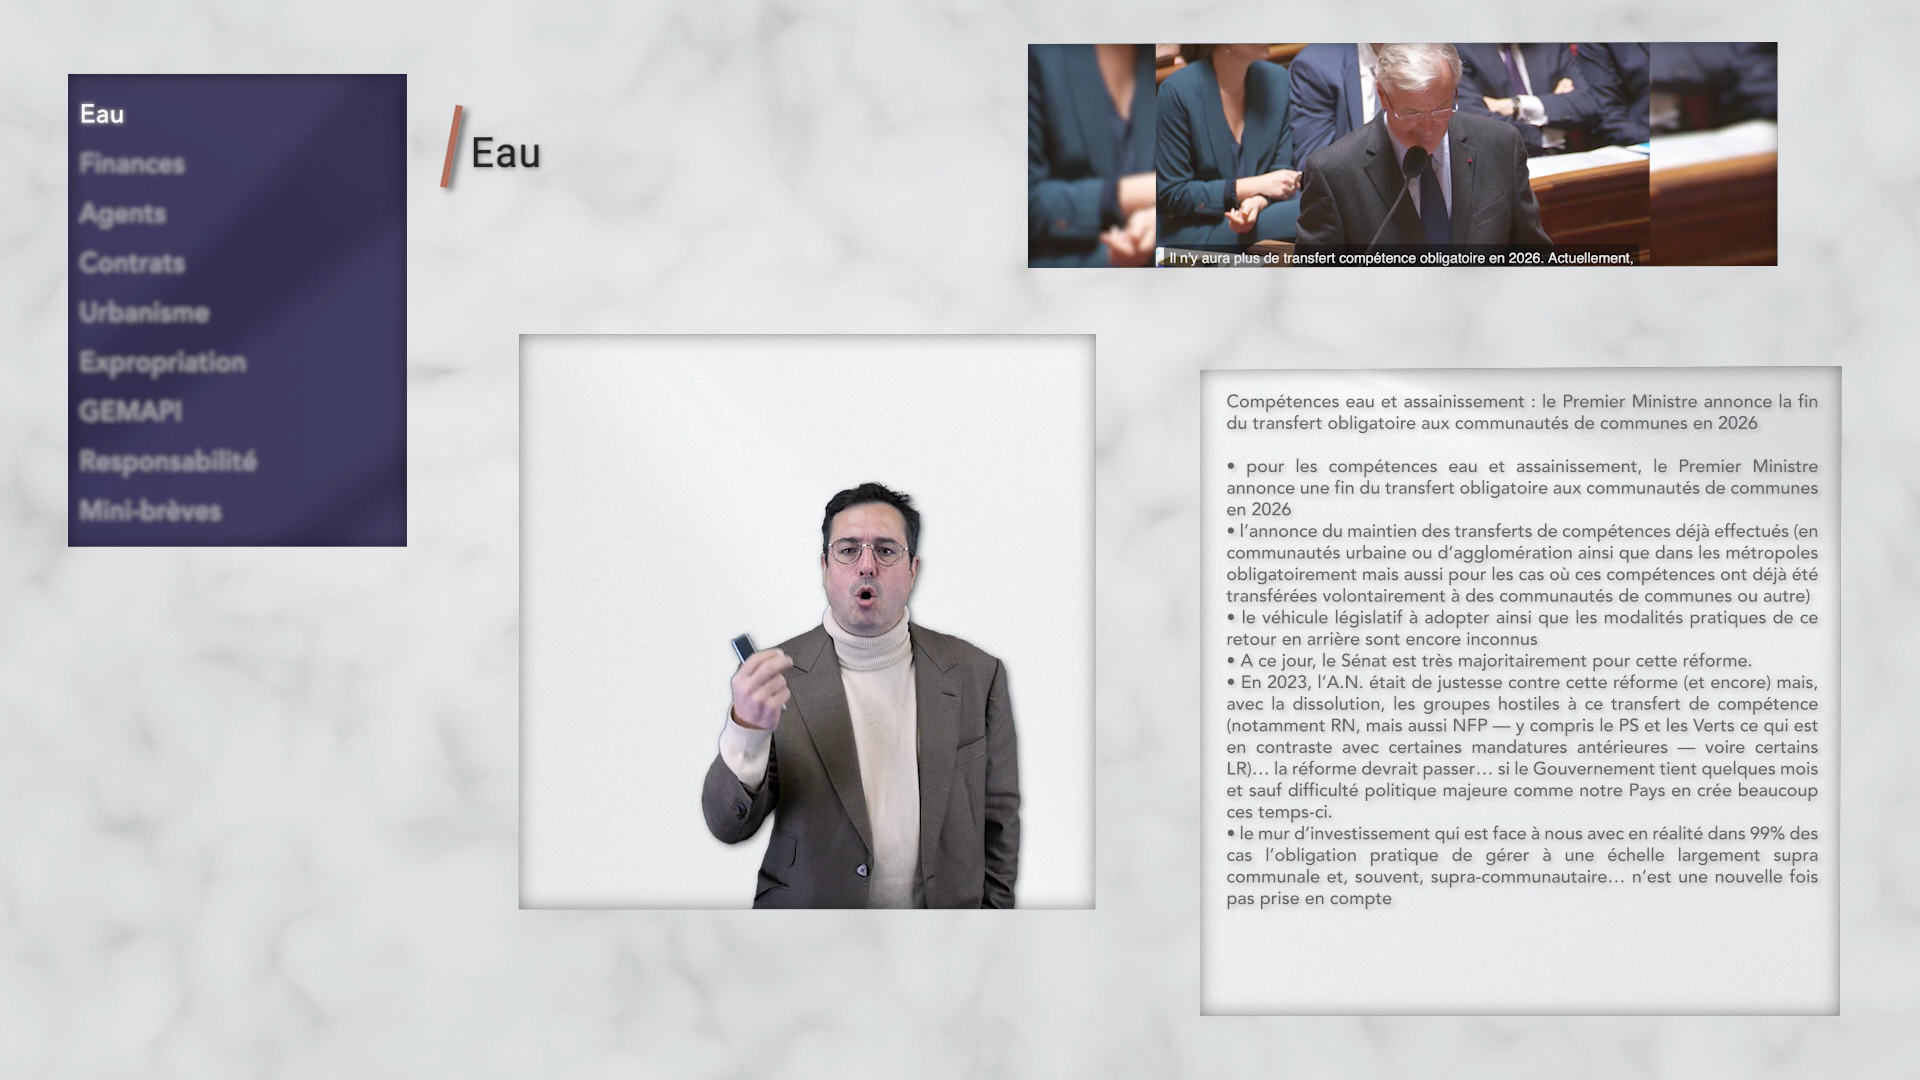 Eau
Finances
Agents
Contrats
Urbanisme
Expropriation
GEMAPI
Responsabilité
Mini-brèves
Eau
Il n'y aura plus de transfert compétence obligatoire en 2026. Actuellement,
Compétences eau et assainissement : le Premier Ministre annonce la fin
du transfert obligatoire aux communautés de communes en 2026
• pour les compétences eau et assainissement, le Premier Ministre
annonce une fin du transfert obligatoire aux communautés de communes
en 2026
• l’annonce du maintien des transferts de compétences déjà effectués (en
communautés urbaine ou d’agglomération ainsi que dans les métropoles
obligatoirement mais aussi pour les cas où ces compétences ont déjà été
transférées volontairement à des communautés de communes ou autre)
• le véhicule législatif à adopter ainsi que les modalités pratiques de ce
retour en arrière sont encore inconnus
• A ce jour, le Sénat est très majoritairement pour cette réforme.
• En 2023, l’A.N. était de justesse contre cette réforme (et encore) mais,
avec la dissolution, les groupes hostiles à ce transfert de compétence
(notamment RN, mais aussi NFP — y compris le PS et les Verts ce qui est
en contraste avec certaines mandatures antérieures — voire certains
LR)… la réforme devrait passer… si le Gouvernement tient quelques mois
et sauf difficulté politique majeure comme notre Pays en crée beaucoup
ces temps-ci.
• le mur d’investissement qui est face à nous avec en réalité dans 99% des
cas l’obligation pratique de gérer à une échelle largement supra
communale et, souvent, supra-communautaire… n’est une nouvelle fois
pas prise en compte